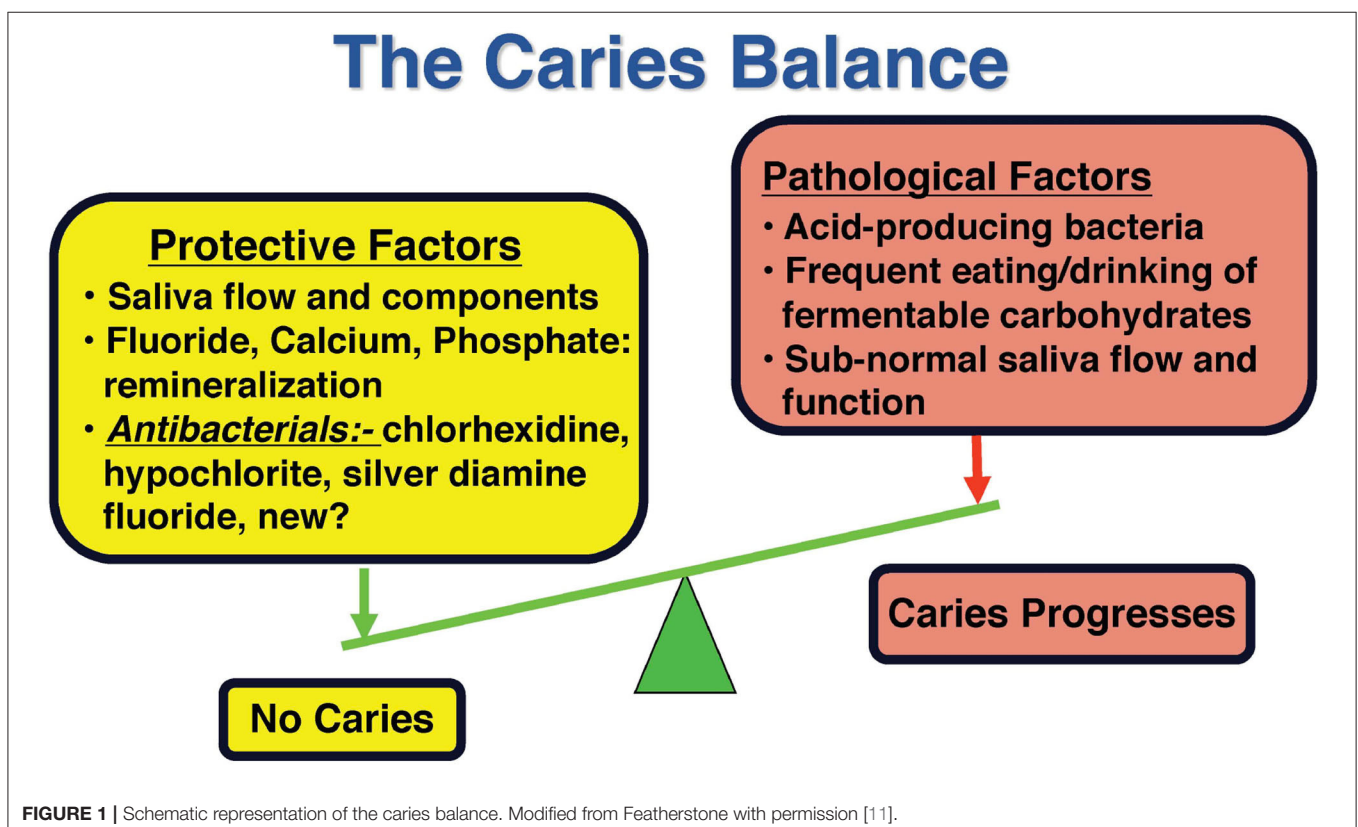 The Caries Balance
Protective Factors
• Saliva flow and components
• Fluoride, Calcium, Phosphate:
remineralization
• Antibacterials:- chlorhexidine,
hypochlorite, silver diamine
fluoride, new?
Pathological Factors
• Acid-producing bacteria
• Frequent eating/drinking of
fermentable carbohydrates
• Sub-normal saliva flow and
function
No Caries
Caries Progresses
FIGURE 1 | Schematic representation of the caries balance. Modified from Featherstone with permission [11].